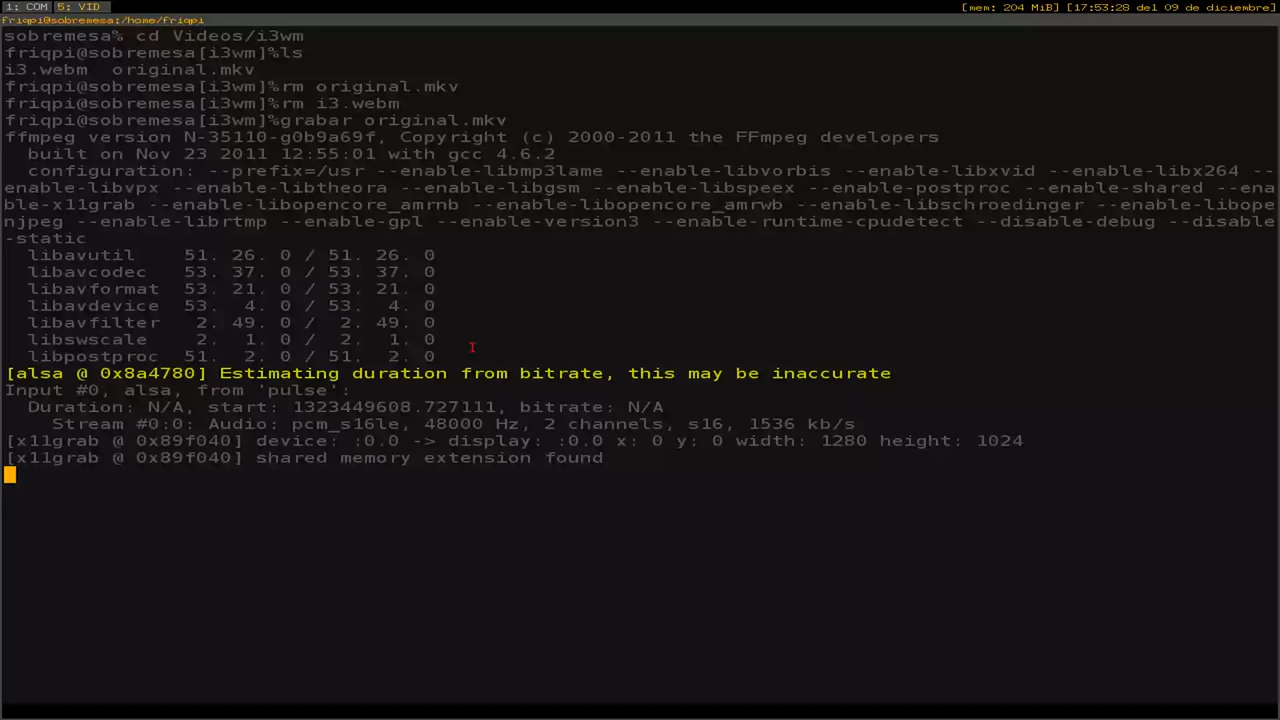 1: COM 5: VID [mem: 204 MiB] [17:53:28 del 09 de diciembre]
friqpi@sobremesa:/home/friqpi
sobremesa% cd Videos/i3wm
friqpi@sobremesa[i3wm]%ls
i3.webm  original.mkv
friqpi@sobremesa[i3wm]%rm original.mkv
friqpi@sobremesa[i3wm]%rm i3.webm
friqpi@sobremesa[i3wm]%grabar original.mkv
ffmpeg version N-35110-g0b9a69f, Copyright (c) 2000-2011 the FFmpeg developers
  built on Nov 23 2011 12:55:01 with gcc 4.6.2
  configuration: --prefix=/usr --enable-libmp3lame --enable-libvorbis --enable-libxvid --enable-libx264 --
enable-libvpx --enable-libtheora --enable-libgsm --enable-libspeex --enable-postproc --enable-shared --ena
ble-x11grab --enable-libopencore_amrnb --enable-libopencore_amrwb --enable-libschroedinger --enable-libope
njpeg --enable-librtmp --enable-gpl --enable-version3 --enable-runtime-cpudetect --disable-debug --disable
-static
  libavutil    51. 26. 0 / 51. 26. 0
  libavcodec   53. 37. 0 / 53. 37. 0
  libavformat  53. 21. 0 / 53. 21. 0
  libavdevice  53.  4. 0 / 53.  4. 0
  libavfilter   2. 49. 0 /  2. 49. 0
  libswscale    2.  1. 0 /  2.  1. 0
  libpostproc  51.  2. 0 / 51.  2. 0
[alsa @ 0x8a4780] Estimating duration from bitrate, this may be inaccurate
Input #0, alsa, from 'pulse':
  Duration: N/A, start: 1323449608.727111, bitrate: N/A
    Stream #0:0: Audio: pcm_s16le, 48000 Hz, 2 channels, s16, 1536 kb/s
[x11grab @ 0x89f040] device: :0.0 -> display: :0.0 x: 0 y: 0 width: 1280 height: 1024
[x11grab @ 0x89f040] shared memory extension found